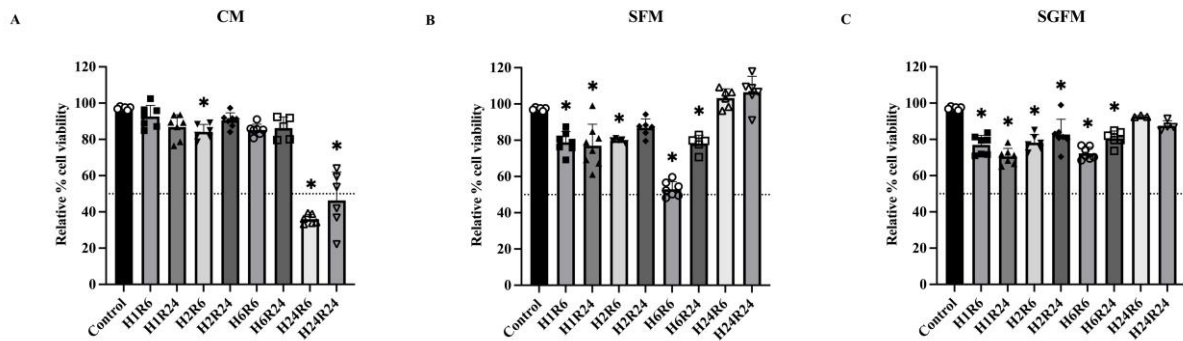 A
CM
Relative % cell viability
120
100
80
60
40
20
0
*
*
*
Control
H1R6
H1R24
H2R6
H2R24
H6R6
H6R24
H24R6
H24R24
B
SFM
Relative % cell viability
120
100
80
60
40
20
0
*
*
*
*
*
Control
H1R6
H1R24
H2R6
H2R24
H6R6
H6R24
H24R6
H24R24
C
SGFM
Relative % cell viability
120
100
80
60
40
20
0
*
*
*
*
*
*
Control
H1R6
H1R24
H2R6
H2R24
H6R6
H6R24
H24R6
H24R24